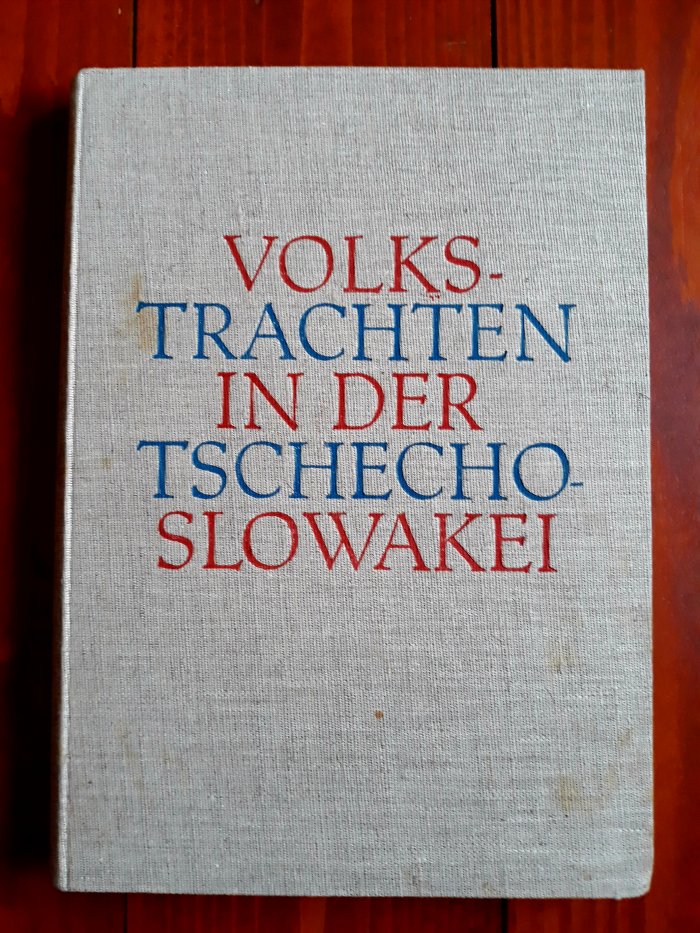 VOLKS-
TRACHTEN
IN DER
TSCHECHO-
SLOWAKEI